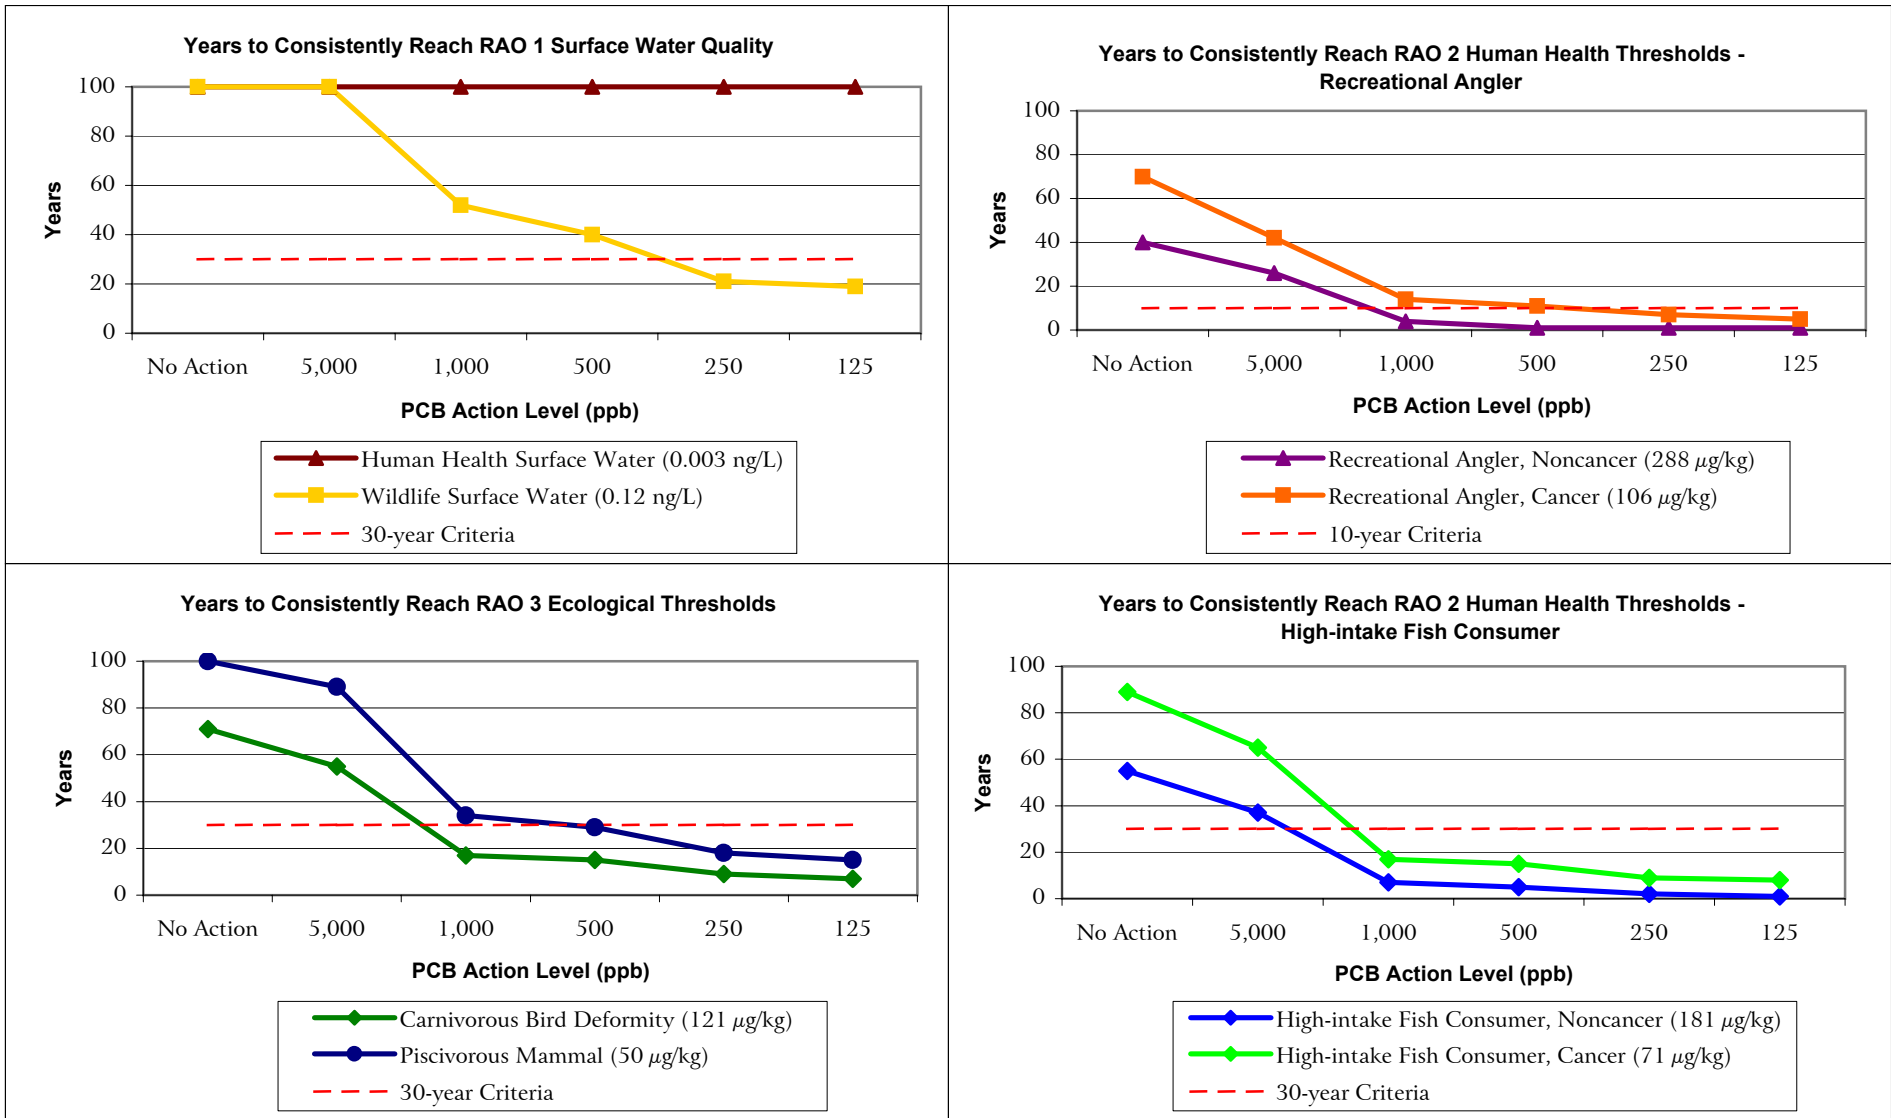 Years to Consistently Reach RAO 1 Surface Water Quality
100
80
60
40
20
0
Years
No Action 5,000 1,000 500 250 125
PCB Action Level (ppb)
Human Health Surface Water (0.003 ng/L)
Wildlife Surface Water (0.12 ng/L)
30-year Criteria
Years to Consistently Reach RAO 2 Human Health Thresholds -
Recreational Angler
100
80
60
40
20
0
Years
No Action 5,000 1,000 500 250 125
PCB Action Level (ppb)
Recreational Angler, Noncancer (288 µg/kg)
Recreational Angler, Cancer (106 µg/kg)
10-year Criteria
Years to Consistently Reach RAO 3 Ecological Thresholds
100
80
60
40
20
0
Years
No Action 5,000 1,000 500 250 125
PCB Action Level (ppb)
Carnivorous Bird Deformity (121 µg/kg)
Piscivorous Mammal (50 µg/kg)
30-year Criteria
Years to Consistently Reach RAO 2 Human Health Thresholds -
High-intake Fish Consumer
100
80
60
40
20
0
Years
No Action 5,000 1,000 500 250 125
PCB Action Level (ppb)
High-intake Fish Consumer, Noncancer (181 µg/kg)
High-intake Fish Consumer, Cancer (71 µg/kg)
30-year Criteria